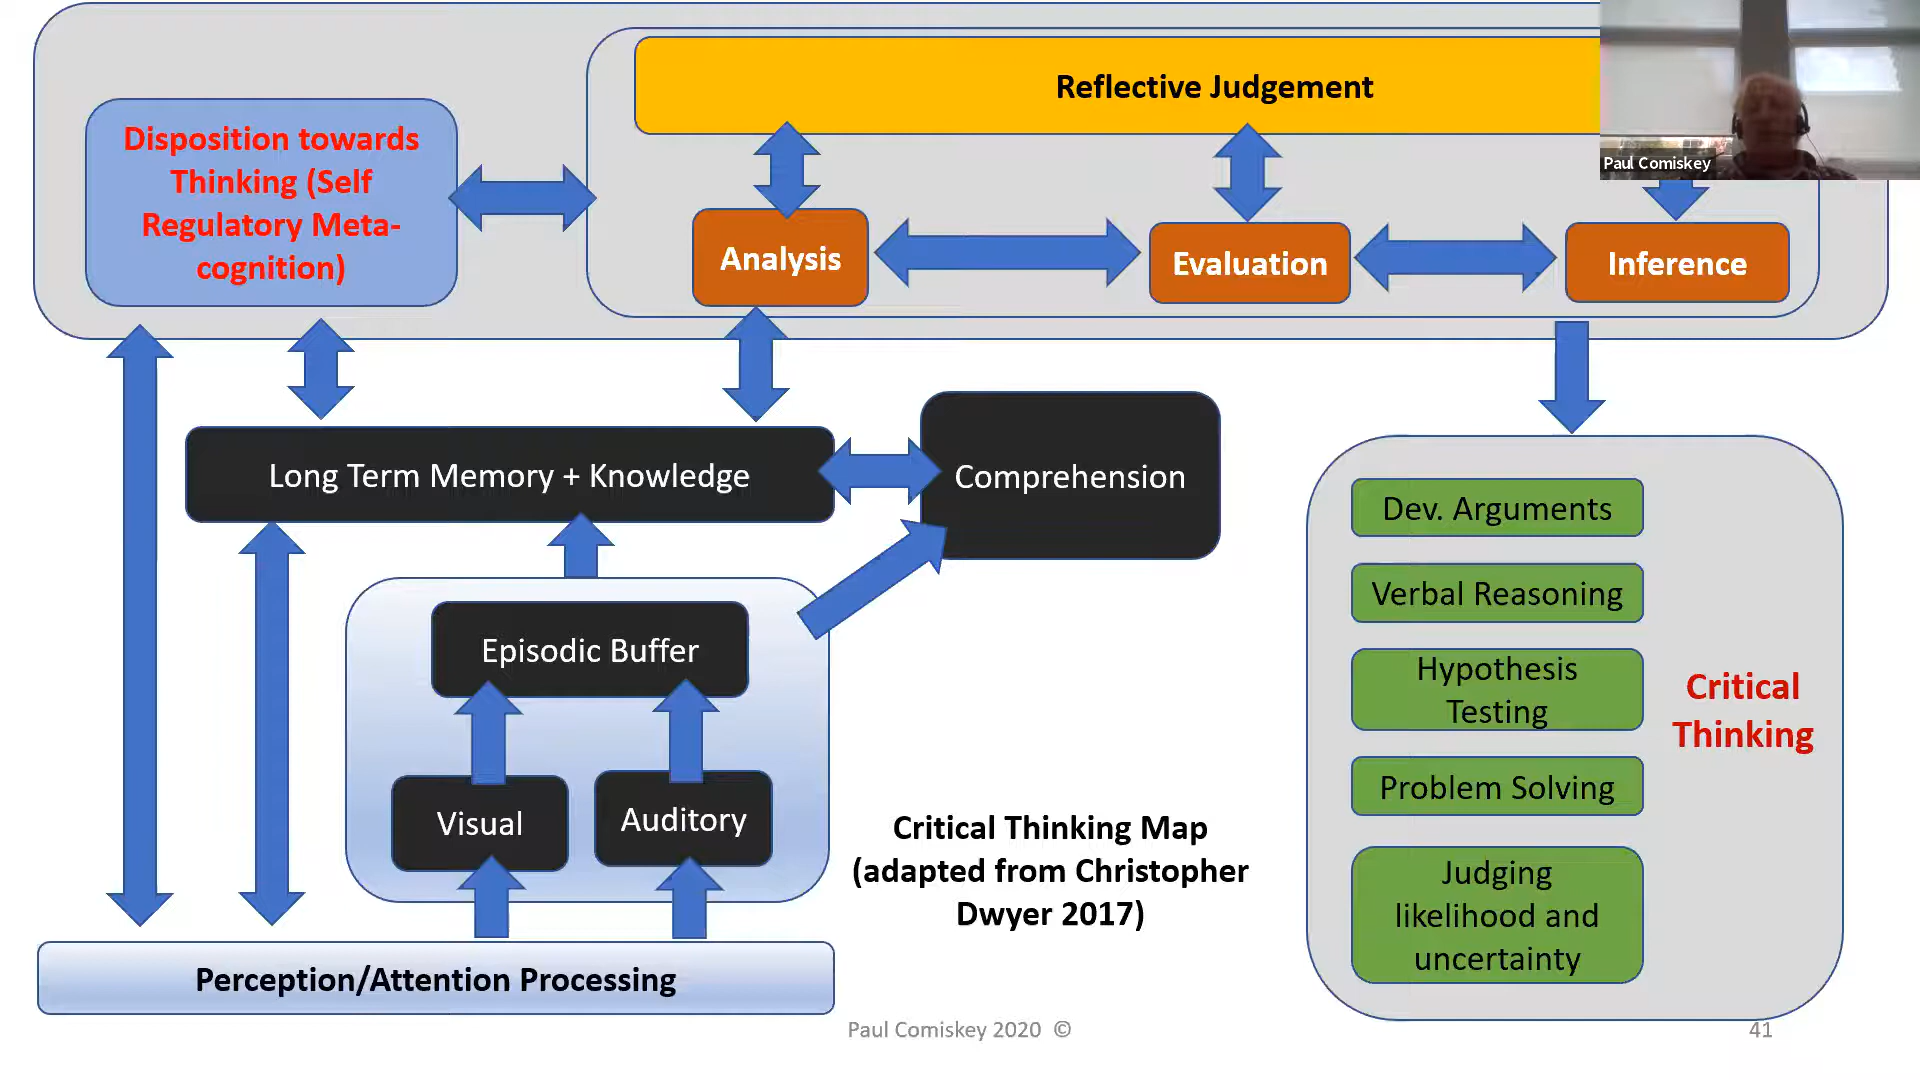 Reflective Judgement
Paul Comiskey
Disposition towards
Thinking (Self
Regulatory Meta-
cognition)
Analysis
Evaluation
Inference
Long Term Memory + Knowledge
Comprehension
Episodic Buffer
Visual
Auditory
Perception/Attention Processing
Critical Thinking Map
(adapted from Christopher
Dwyer 2017)
Dev. Arguments
Verbal Reasoning
Hypothesis
Testing
Problem Solving
Judging
likelihood and
uncertainty
Critical
Thinking
Paul Comiskey 2020 ©
41